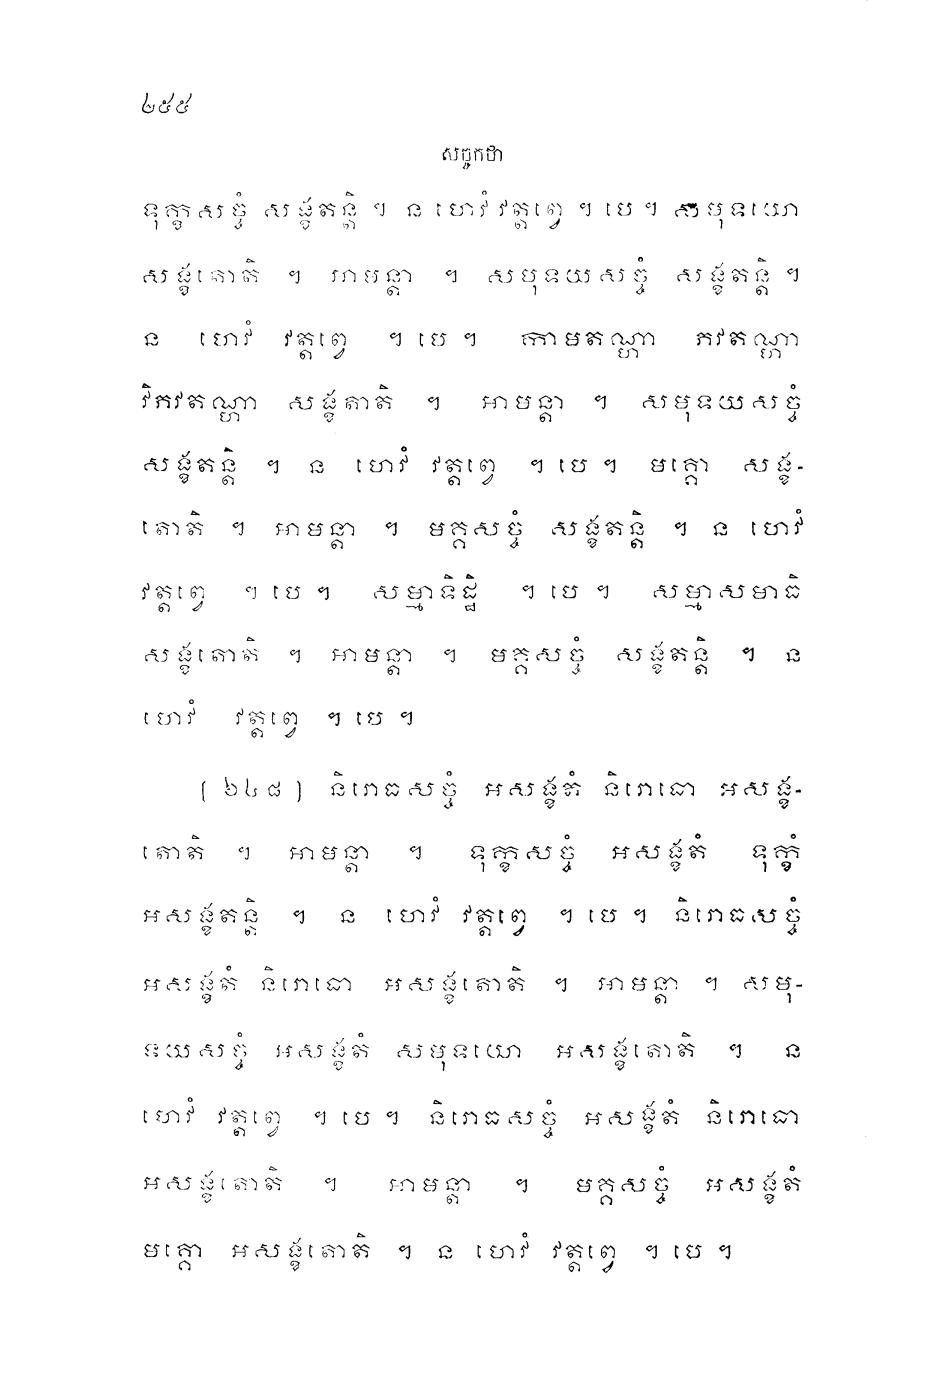 ២៥៥
សច្ចកថា
ទុក្ខសច្ចំ សង្ខតន្តិ ។ ន ហេវំ វត្តព្វេ ។ បេ ។ សមុទយោ
សង្ខតោតិ ។ អាមន្តា ។ សមុទយសច្ចំ សង្ខតន្តិ ។
ន ហេវំ វត្តព្វេ ។ បេ ។ កាមតណ្ហា ភវតណ្ហា
វិភវតណ្ហា សង្ខតាតិ ។ អាមន្តា ។ សមុទយសច្ចំ
សង្ខតន្តិ ។ ន ហេវំ វត្តព្វេ ។ បេ ។ មគ្គោ សង្ខ-
តោតិ ។ អាមន្តា ។ មគ្គសច្ចំ សង្ខតន្តិ ។ ន ហេវំ
វត្តព្វេ ។ បេ ។ សម្មាទិដ្ឋិ ។ បេ ។ សម្មាសមាធិ
សង្ខតោតិ ។ អាមន្តា ។ មគ្គសច្ចំ សង្ខតន្តិ ។ ន
ហេវំ វត្តព្វេ ។ បេ ។
[ ៦៤៨ ] និរោធសច្ចំ អសង្ខតំ និរោធោ អសង្ខ-
តោតិ ។ អាមន្តា ។ ទុក្ខសច្ចំ អសង្ខតំ ទុក្ខំ
អសង្ខតន្តិ ។ ន ហេវំ វត្តព្វេ ។ បេ ។ និរោធសច្ចំ
អសង្ខតំ និរោធោ អសង្ខតោតិ ។ អាមន្តា ។ សមុ-
ទយសច្ចំ អសង្ខតំ សមុទយោ អសង្ខតោតិ ។ ន
ហេវំ វត្តព្វេ ។ បេ ។ និរោធសច្ចំ អសង្ខតំ និរោធោ
អសង្ខតោតិ ។ អាមន្តា ។ មគ្គសច្ចំ អសង្ខតំ
មគ្គោ អសង្ខតោតិ ។ ន ហេវំ វត្តព្វេ ។ បេ ។